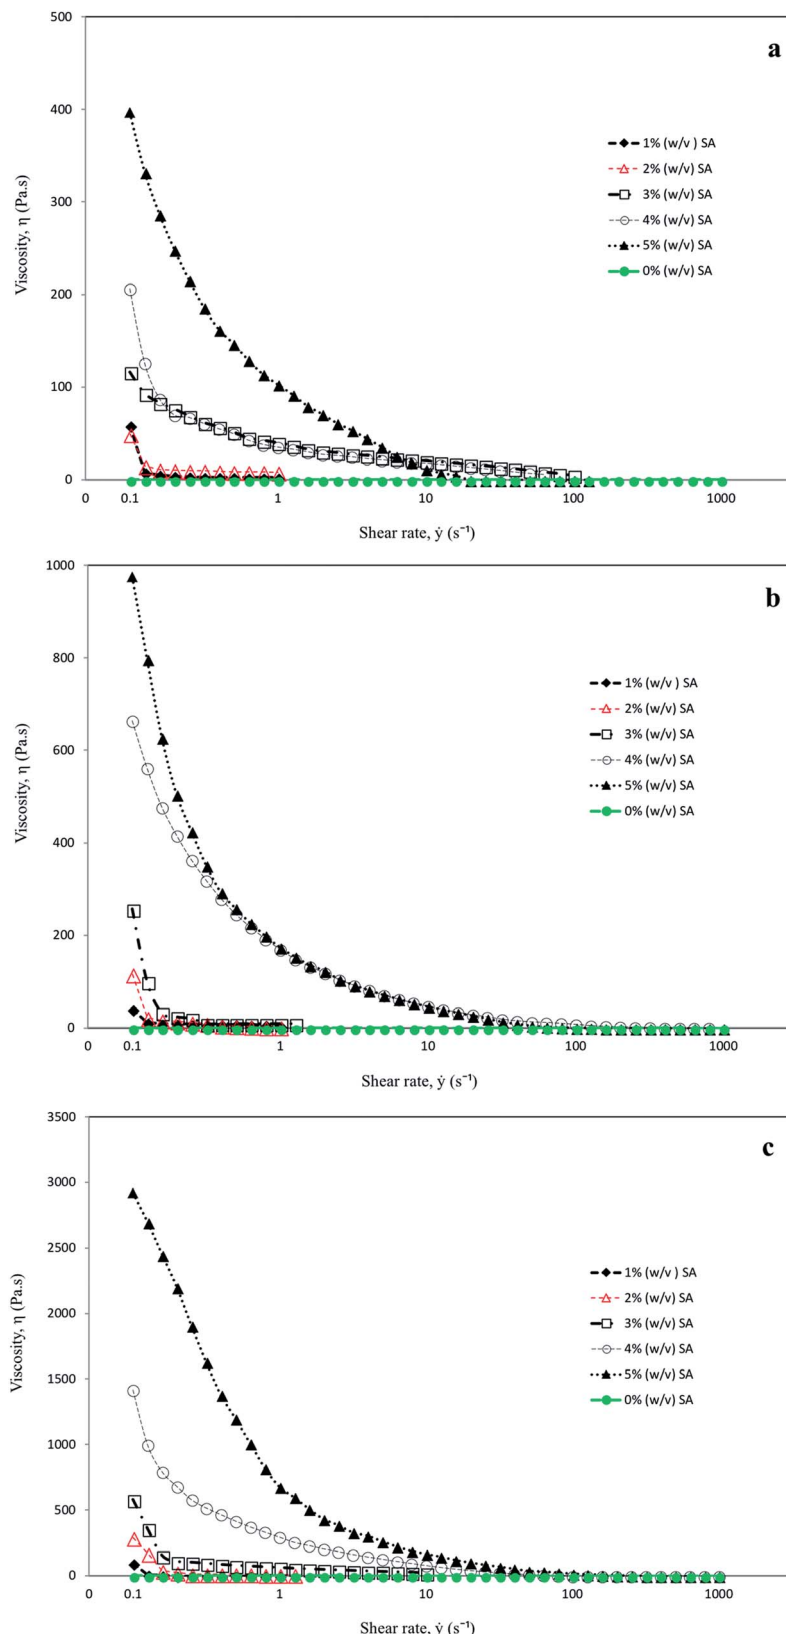 a
500
400
300
200
100
0
Viscosity, η (Pa.s)
1% (w/v ) SA
2% (w/v) SA
3% (w/v) SA
4% (w/v) SA
5% (w/v) SA
0% (w/v) SA
0 0.1 1 10 100 1000
Shear rate, ẏ (s⁻¹)
b
1000
800
600
400
200
0
Viscosity, η (Pa.s)
1% (w/v ) SA
2% (w/v) SA
3% (w/v) SA
4% (w/v) SA
5% (w/v) SA
0% (w/v) SA
0 0.1 1 10 100 1000
Shear rate, ẏ (s⁻¹)
c
3500
3000
2500
2000
1500
1000
500
0
Viscosity, η (Pa.s)
1% (w/v ) SA
2% (w/v) SA
3% (w/v) SA
4% (w/v) SA
5% (w/v) SA
0% (w/v) SA
0 0.1 1 10 100 1000
Shear rate, ẏ (s⁻¹)